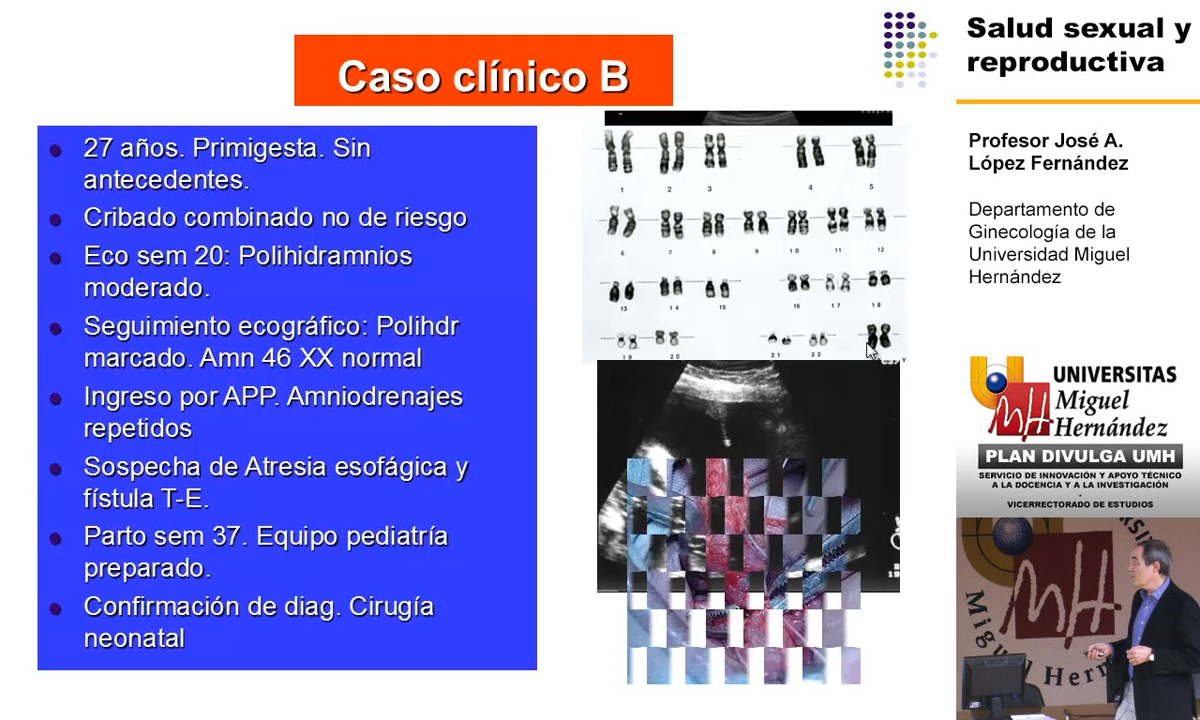 Caso clínico B
27 años. Primigesta. Sin
antecedentes.
Cribado combinado no de riesgo
Eco sem 20: Polihidramnios
moderado.
Seguimiento ecográfico: Polihdr
marcado. Amn 46 XX normal
Ingreso por APP. Amniodrenajes
repetidos
Sospecha de Atresia esofágica y
fístula T-E.
Parto sem 37. Equipo pediatría
preparado.
Confirmación de diag. Cirugía
neonatal
1 2 3 4 5
6 7 8 9 10 11 12
13 14 15 16 17 18
19 20 21 22
Salud sexual y
reproductiva
Profesor José A.
López Fernández
Departamento de
Ginecología de la
Universidad Miguel
Hernández
UNIVERSITAS
Miguel
Hernández
PLAN DIVULGA UMH
SERVICIO DE INNOVACIÓN Y APOYO TÉCNICO
A LA DOCENCIA Y A LA INVESTIGACIÓN
-
VICERRECTORADO DE ESTUDIOS